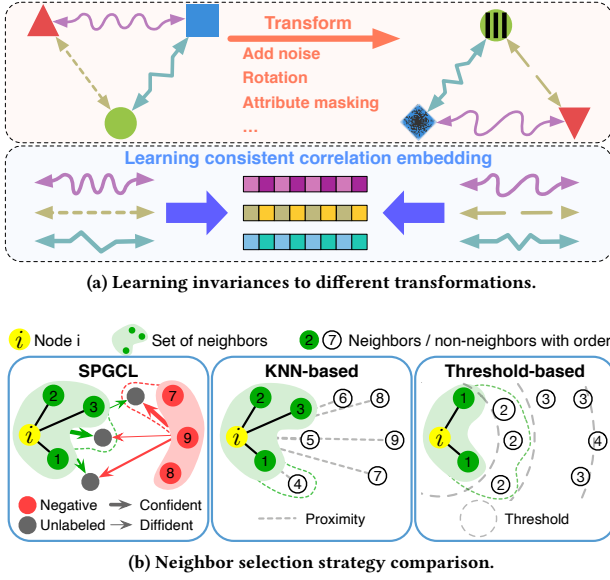 Transform
Add noise
Rotation
Attribute masking
...
Learning consistent correlation embedding
(a) Learning invariances to different transformations.
i Node i Set of neighbors 2 7 Neighbors / non-neighbors with order
SPGCL KNN-based Threshold-based
2 3 i 1 7 9 8
Negative Confident
Unlabeled Diffident
2 3 i 1 6 8 5 9 7 4
Proximity
1 i 1 2 2 2 3 3 3 4
Threshold
(b) Neighbor selection strategy comparison.